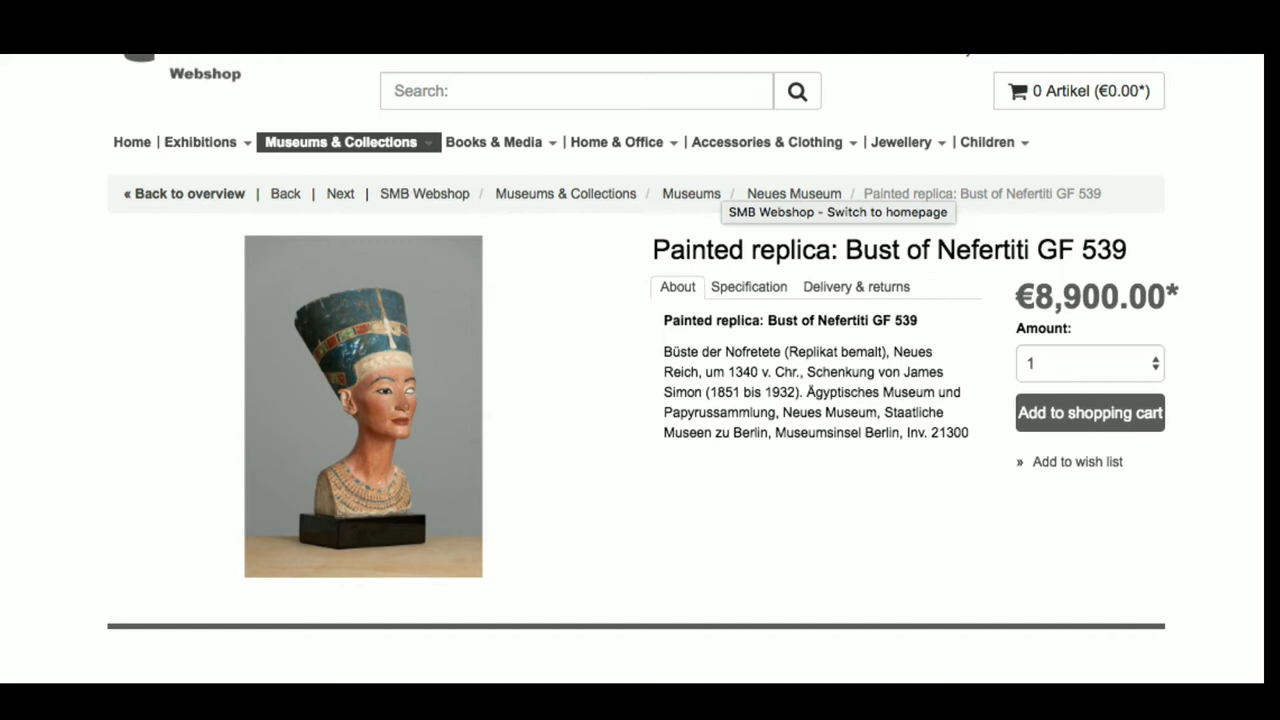 Webshop
Search:
0 Artikel (€0.00*)
Home | Exhibitions Museums & Collections Books & Media | Home & Office | Accessories & Clothing | Jewellery | Children
« Back to overview | Back | Next | SMB Webshop / Museums & Collections / Museums / Neues Museum / Painted replica: Bust of Nefertiti GF 539
SMB Webshop - Switch to homepage
Painted replica: Bust of Nefertiti GF 539
About Specification Delivery & returns
€8,900.00*
Painted replica: Bust of Nefertiti GF 539
Amount:
Büste der Nofretete (Replikat bemalt), Neues
Reich, um 1340 v. Chr., Schenkung von James
Simon (1851 bis 1932). Ägyptisches Museum und
Papyrussammlung, Neues Museum, Staatliche
Museen zu Berlin, Museumsinsel Berlin, Inv. 21300
1
Add to shopping cart
» Add to wish list